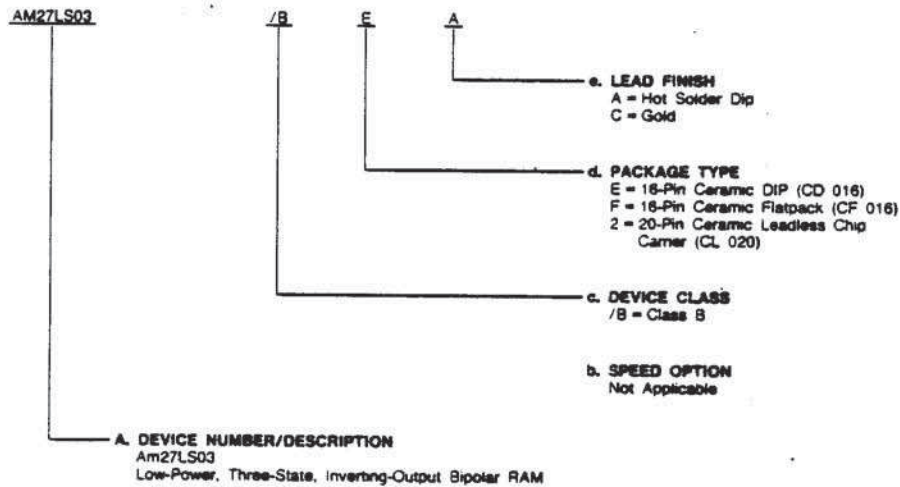 AM27LS03 /B E A
e. LEAD FINISH
A = Hot Solder Dip
C = Gold
d. PACKAGE TYPE
E = 16-Pin Ceramic DIP (CD 016)
F = 16-Pin Ceramic Flatpack (CF 016)
2 = 20-Pin Ceramic Leadless Chip
Carrier (CL 020)
c. DEVICE CLASS
/B = Class B
b. SPEED OPTION
Not Applicable
A. DEVICE NUMBER/DESCRIPTION
Am27LS03
Low-Power, Three-State, Inverting-Output Bipolar RAM